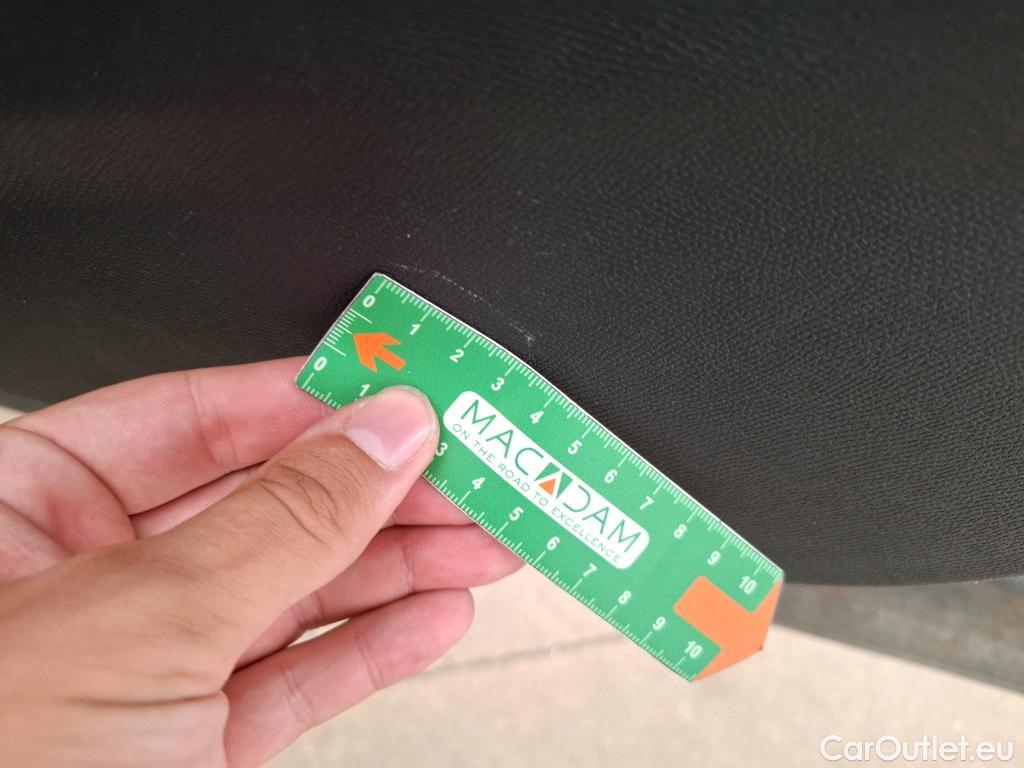 0 1 2 3 4 5 6 7 8 9 10
MACADAM
ON THE ROAD TO EXCELLENCE
0 1 3 4 5 6 7 8 9 10
CarOutlet.eu